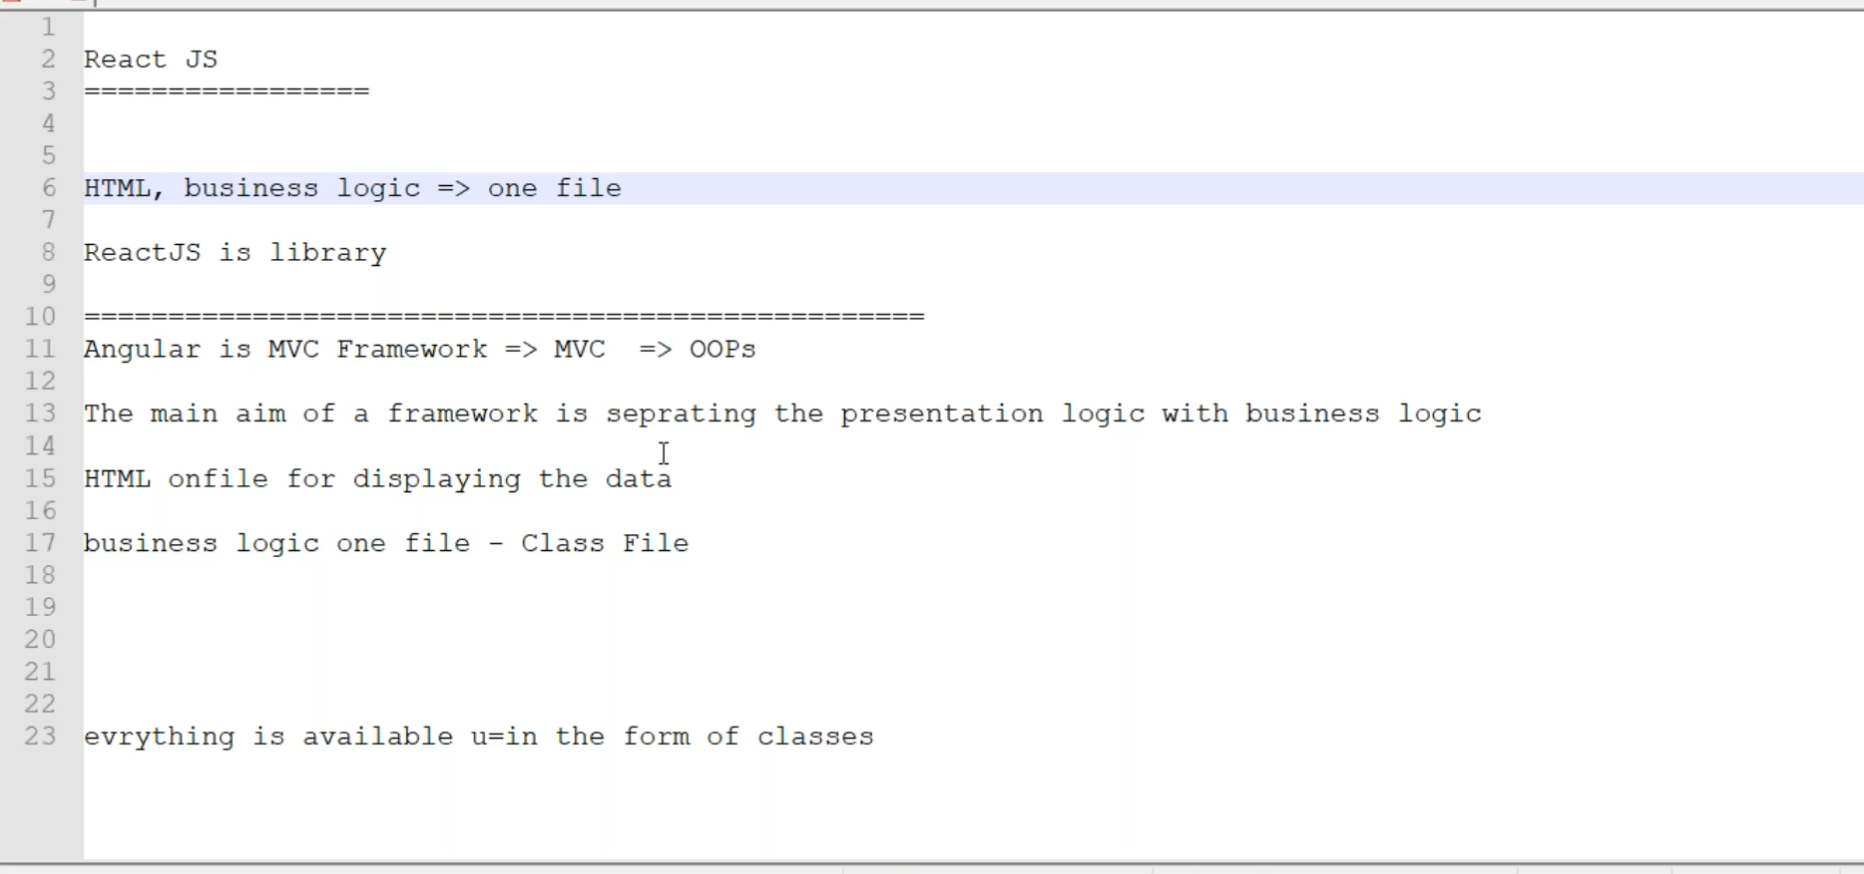 1
2 React JS
3 =================
4
5
6 HTML, business logic => one file
7
8 ReactJS is library
9
10 ==================================================
11 Angular is MVC Framework => MVC  => OOPs
12
13 The main aim of a framework is seprating the presentation logic with business logic
14
15 HTML onfile for displaying the data
16
17 business logic one file - Class File
18
19
20
21
22
23 evrything is available u=in the form of classes